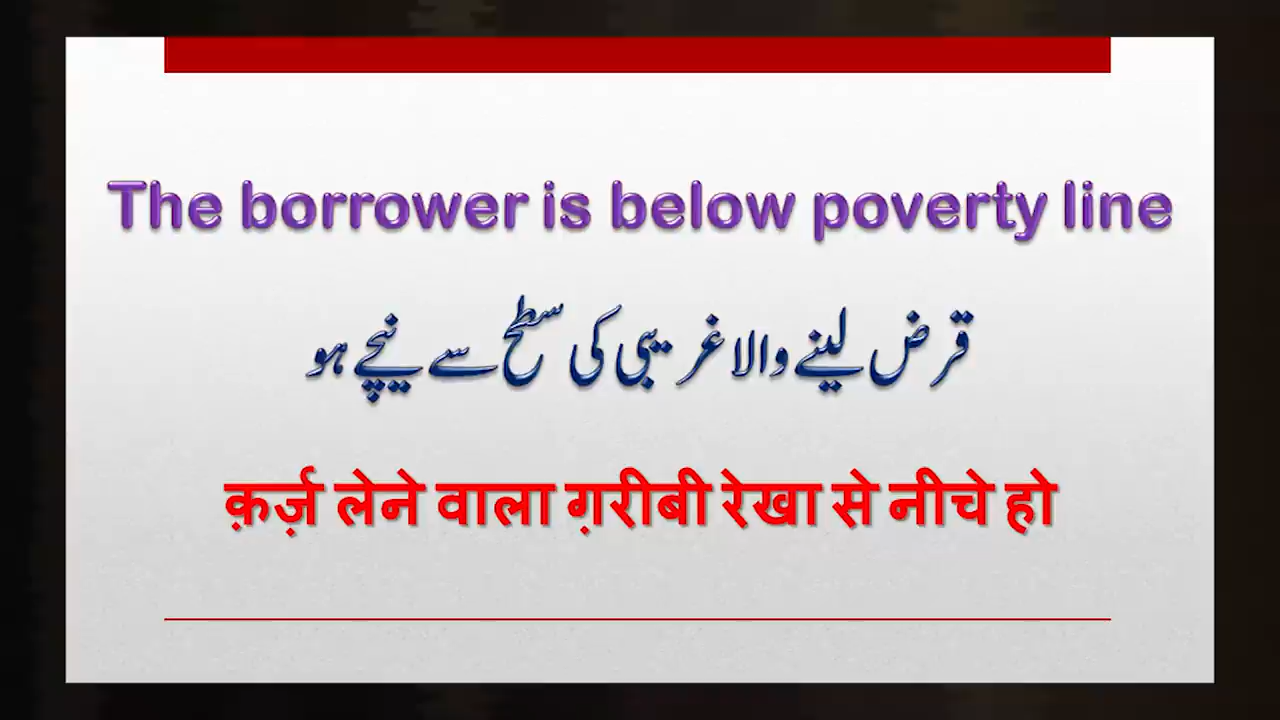 The borrower is below poverty line
قرض لینے والا غریبی کی سطح سے نیچے ہو
क़र्ज़ लेने वाला ग़रीबी रेखा से नीचे हो